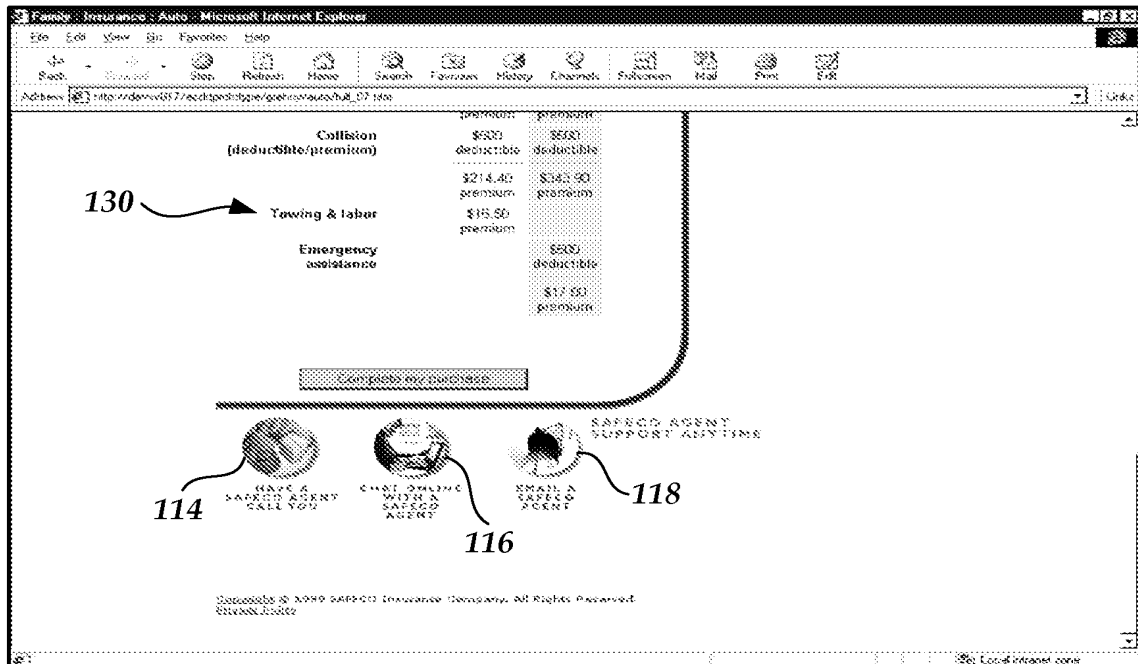 Family : Insurance : Auto - Microsoft Internet Explorer
File Edit View Go Favorites Help
Back Forward Stop Refresh Home Search Favorites History Channels Fullscreen Mail Print Edit
Address Links
premium premium
Collision $500 $500
(deductible/premium) deductible deductible
$214.40 $343.90
premium premium
130 Towing & labor $15.50
premium
Emergency $500
assistance deductible
$17.60
premium
Complete my purchase
SAFECO AGENT
SUPPORT ANYTIME
114 HAVE A SAFECO AGENT CALL YOU
116 CHAT ONLINE WITH A SAFECO AGENT
118 EMAIL A SAFECO AGENT
Copyright © 1999 SAFECO Insurance Company. All Rights Reserved
Privacy Policy
Local intranet zone